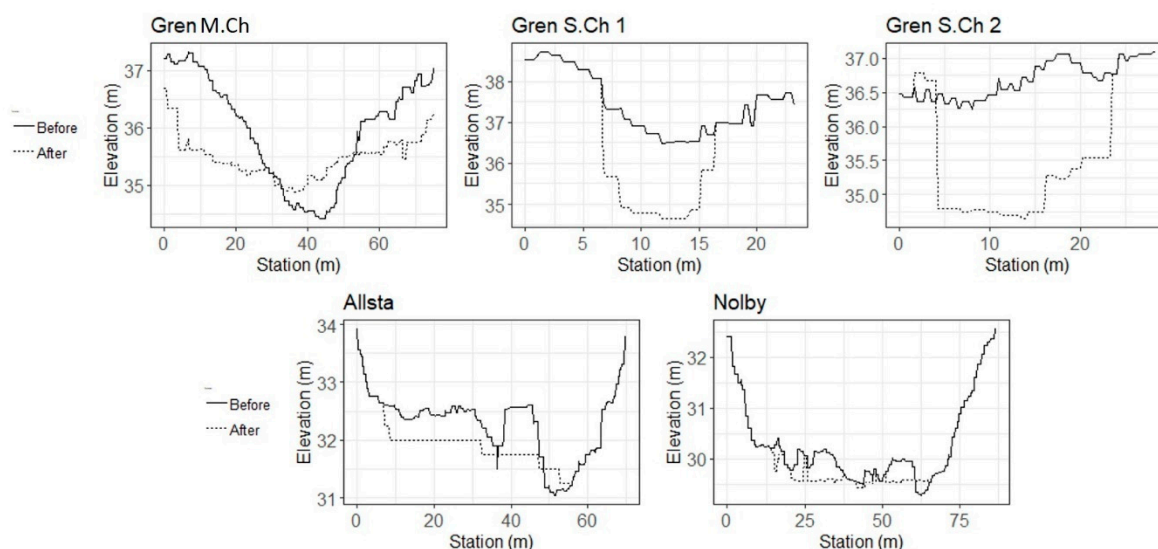 Gren M.Ch
Gren S.Ch 1
Gren S.Ch 2
Before
After
Elevation (m)
37
36
35
0
20
40
60
Station (m)
Elevation (m)
38
37
36
35
0
5
10
15
20
Station (m)
Elevation (m)
37.0
36.5
36.0
35.5
35.0
0
10
20
Station (m)
Allsta
Nolby
Before
After
Elevation (m)
34
33
32
31
0
20
40
60
Station (m)
Elevation (m)
32
31
30
0
25
50
75
Station (m)